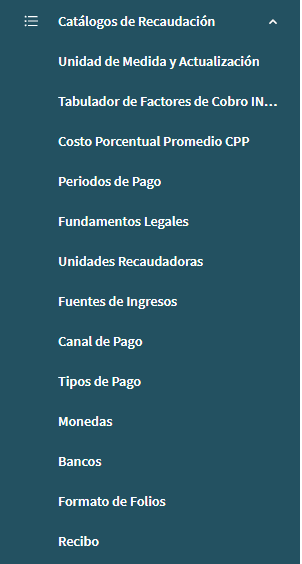 Catálogos de Recaudación
Unidad de Medida y Actualización
Tabulador de Factores de Cobro IN...
Costo Porcentual Promedio CPP
Periodos de Pago
Fundamentos Legales
Unidades Recaudadoras
Fuentes de Ingresos
Canal de Pago
Tipos de Pago
Monedas
Bancos
Formato de Folios
Recibo